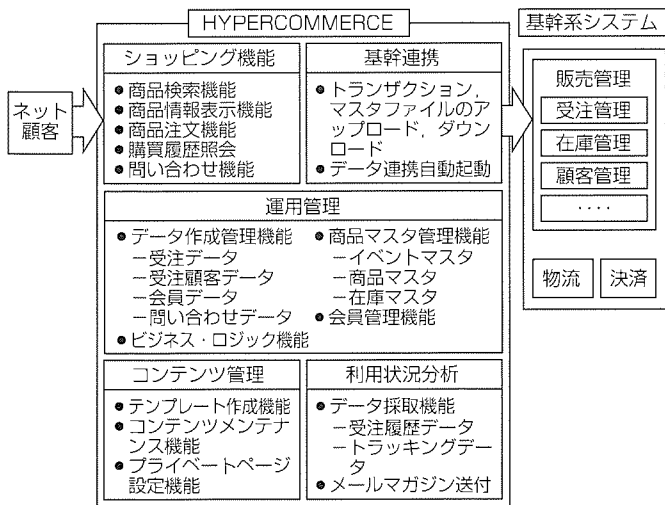 HYPERCOMMERCE
基幹系システム
ネット
顧客
ショッピング機能
●商品検索機能
●商品情報表示機能
●商品注文機能
●購買履歴照会
●問い合わせ機能
基幹連携
●トランザクション，
マスタファイルのア
ップロード，ダウン
ロード
●データ連携自動起動
運用管理
●データ作成管理機能
－受注データ
－受注顧客データ
－会員データ
－問い合わせデータ
●ビジネス・ロジック機能
●商品マスタ管理機能
－イベントマスタ
－商品マスタ
－在庫マスタ
●会員管理機能
コンテンツ管理
●テンプレート作成機能
●コンテンツメンテナ
ンス機能
●プライベートページ
設定機能
利用状況分析
●データ採取機能
－受注履歴データ
－トラッキングデー
タ
●メールマガジン送付
販売管理
受注管理
在庫管理
顧客管理
‥‥
物流
決済